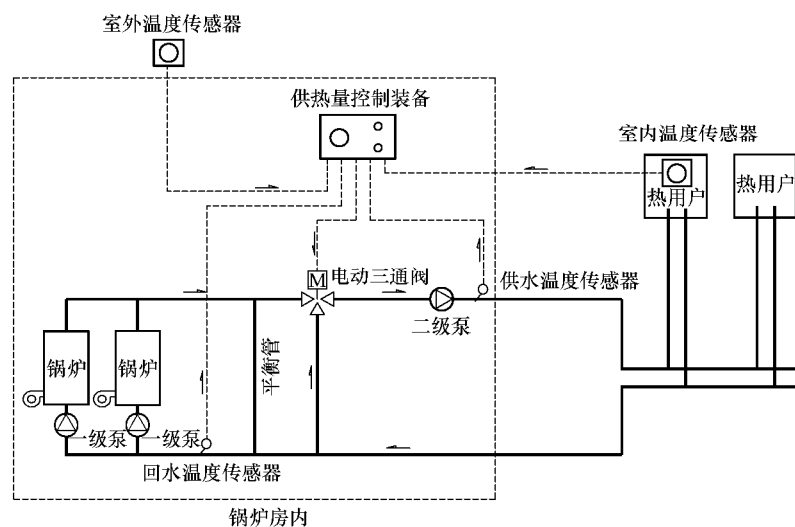 室外温度传感器
供热量控制装备
室内温度传感器
热用户
热用户
M
电动三通阀
供水温度传感器
二级泵
锅炉
锅炉
平衡管
一级泵
一级泵
回水温度传感器
锅炉房内